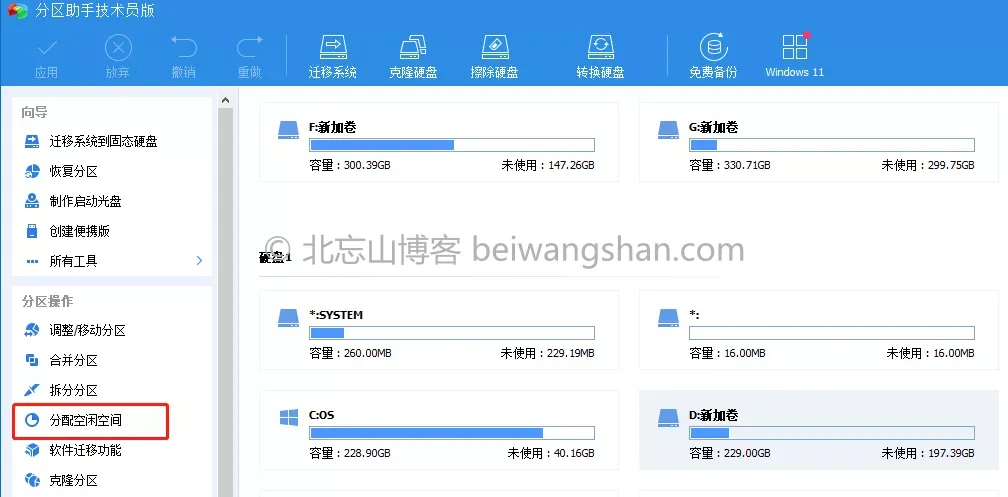 分区助手技术员版
应用 放弃 撤销 重做 迁移系统 克隆硬盘 擦除硬盘 转换硬盘 免费备份 Windows 11
向导
迁移系统到固态硬盘
恢复分区
制作启动光盘
创建便携版
所有工具
分区操作
调整/移动分区
合并分区
拆分分区
分配空闲空间
软件迁移功能
克隆分区
F:新加卷
容量：300.39GB 未使用：147.26GB
G:新加卷
容量：330.71GB 未使用：299.75GB
硬盘1
© 北忘山博客 beiwangshan.com
*:SYSTEM
容量：260.00MB 未使用：229.19MB
*:
容量：16.00MB 未使用：16.00MB
C:OS
容量：228.90GB 未使用：40.16GB
D:新加卷
容量：229.00GB 未使用：197.39GB